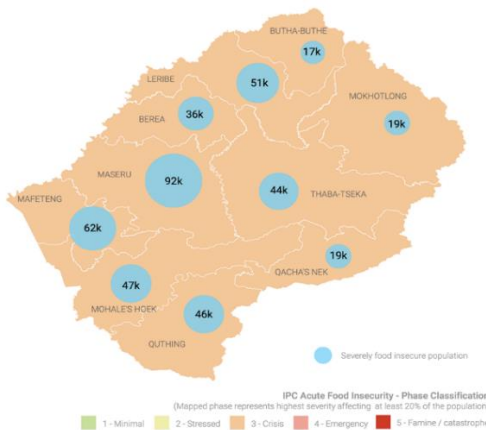 BUTHA-BUTHE
17k
LERIBE
51k
MOKHOTLONG
BEREA
36k
19k
MASERU
92k
44k
THABA-TSEKA
MAFETENG
62k
19k
QACHA'S NEK
47k
MOHALE'S HOEK
46k
QUTHING
Severely food insecure population
IPC Acute Food Insecurity - Phase Classification
(Mapped phase represents highest severity affecting at least 20% of the population
1 - Minimal 2 - Stressed 3 - Crisis 4 - Emergency 5 - Famine / catastrophe